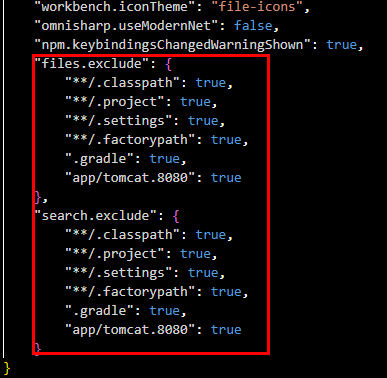 "workbench.iconTheme": "file-icons",
"omnisharp.useModernNet": false,
"npm.keybindingsChangedWarningShown": true,
"files.exclude": {
"**/.classpath": true,
"**/.project": true,
"**/.settings": true,
"**/.factorypath": true,
".gradle": true,
"app/tomcat.8080": true
},
"search.exclude": {
"**/.classpath": true,
"**/.project": true,
"**/.settings": true,
"**/.factorypath": true,
".gradle": true,
"app/tomcat.8080": true
}
}